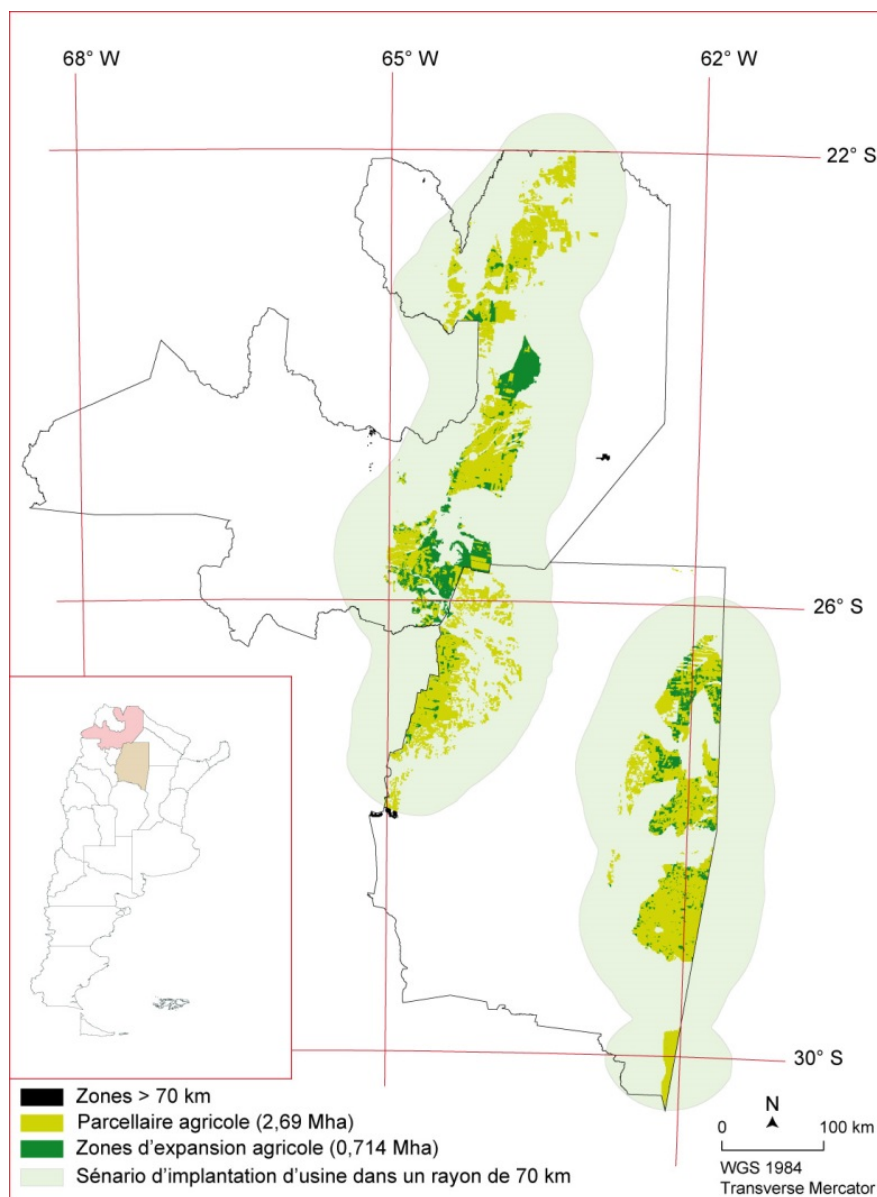 68° W
65° W
62° W
22° S
26° S
30° S
Zones > 70 km
Parcellaire agricole (2,69 Mha)
Zones d'expansion agricole (0,714 Mha)
Sénario d'implantation d'usine dans un rayon de 70 km
N
0 100 km
WGS 1984
Transverse Mercator